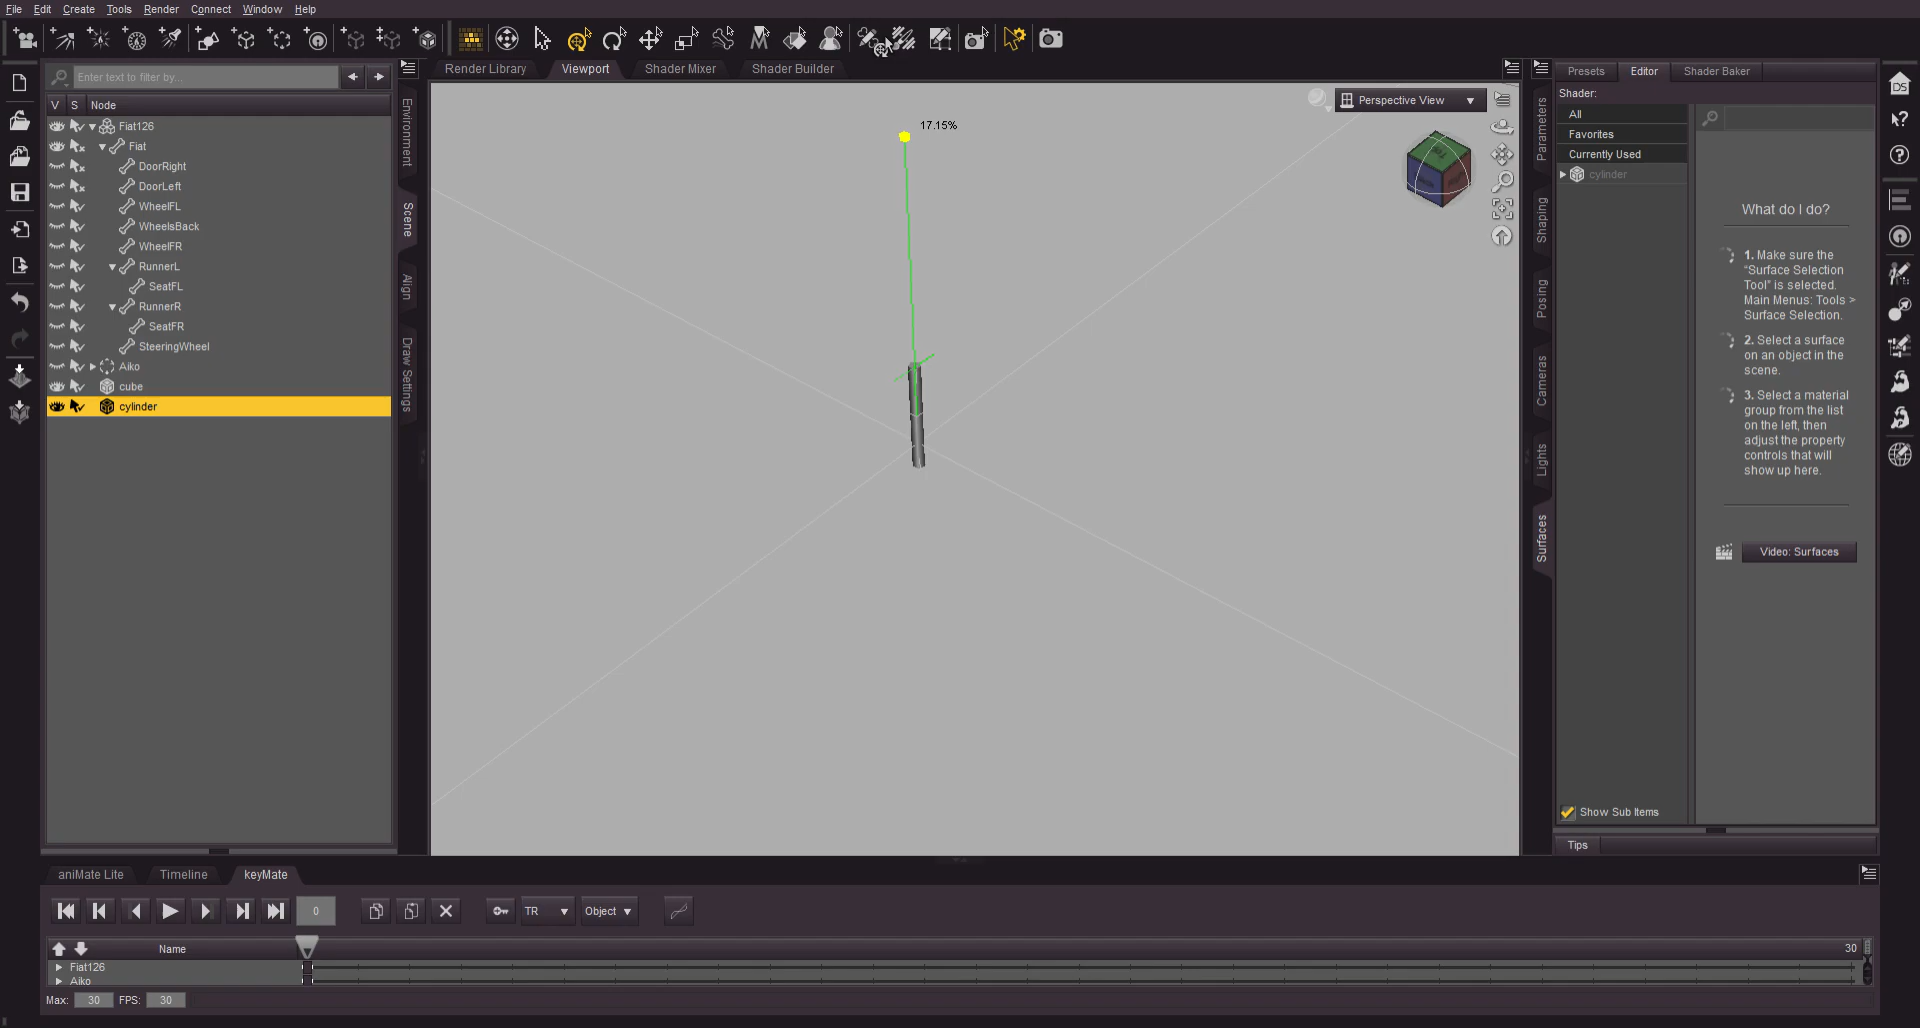 File Edit Create Tools Render Connect Window Help
Enter text to filter by...
Render Library Viewport Shader Mixer Shader Builder
Presets Editor Shader Baker
Shader:
V S Node
Fiat126
Fiat
DoorRight
DoorLeft
WheelFL
WheelsBack
WheelFR
RunnerL
SeatFL
RunnerR
SeatFR
SteeringWheel
Aiko
cube
cylinder
Environment
Scene
Align
Draw Settings
17.15%
Perspective View
Parameters
Shaping
Posing
Cameras
Lights
Surfaces
All
Favorites
Currently Used
cylinder
What do I do?
1. Make sure the
“Surface Selection
Tool” is selected.
Main Menus: Tools >
Surface Selection.
2. Select a surface
on an object in the
scene.
3. Select a material
group from the list
on the left, then
adjust the property
controls that will
show up here.
Video: Surfaces
Show Sub Items
Tips
DS
aniMate Lite Timeline keyMate
0 TR Object
Name 30
Fiat126
Aiko
Max: 30 FPS: 30